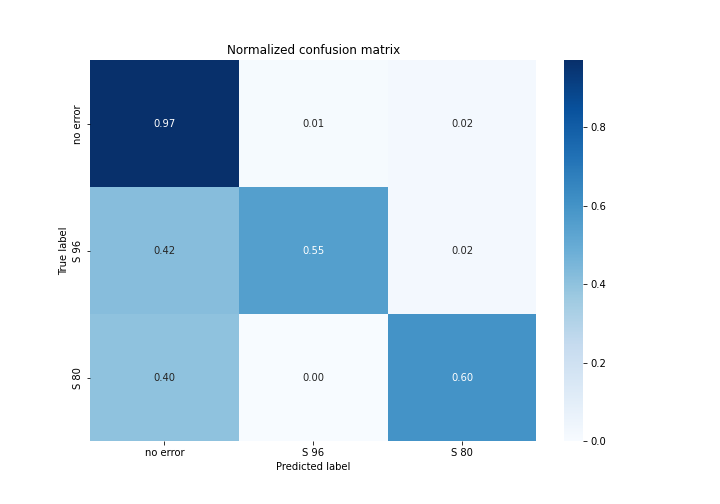 Normalized confusion matrix
no error
0.97
0.01
0.02
0.8
0.6
True label
S 96
0.42
0.55
0.02
0.4
0.2
S 80
0.40
0.00
0.60
0.0
no error
S 96
S 80
Predicted label